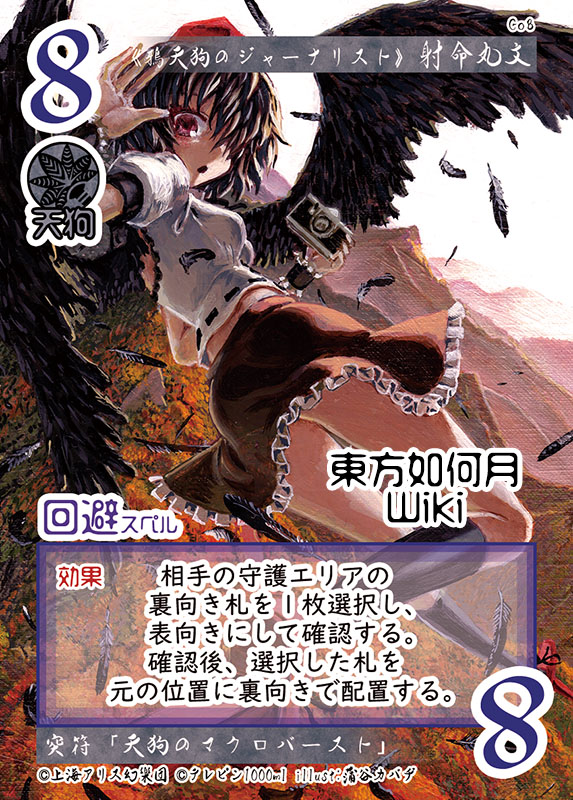 Co8
8
《鴉天狗のジャーナリスト》 射命丸文
天狗
東方如何月
Wiki
回避スペル
効果
相手の守護エリアの
裏向き札を1枚選択し、
表向きにして確認する。
確認後、選択した札を
元の位置に裏向きで配置する。
8
突符「天狗のマクロバースト」
©上海アリス幻樂団 ©テレビン1000ml illust:蒲谷カバヂ